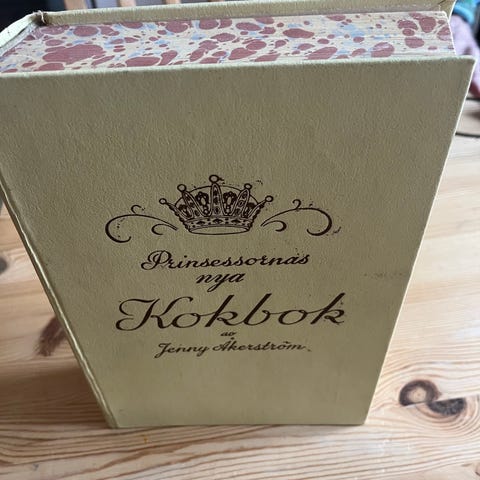 Prinsessornas
nya
Kokbok
av
Jenny Åkerström.